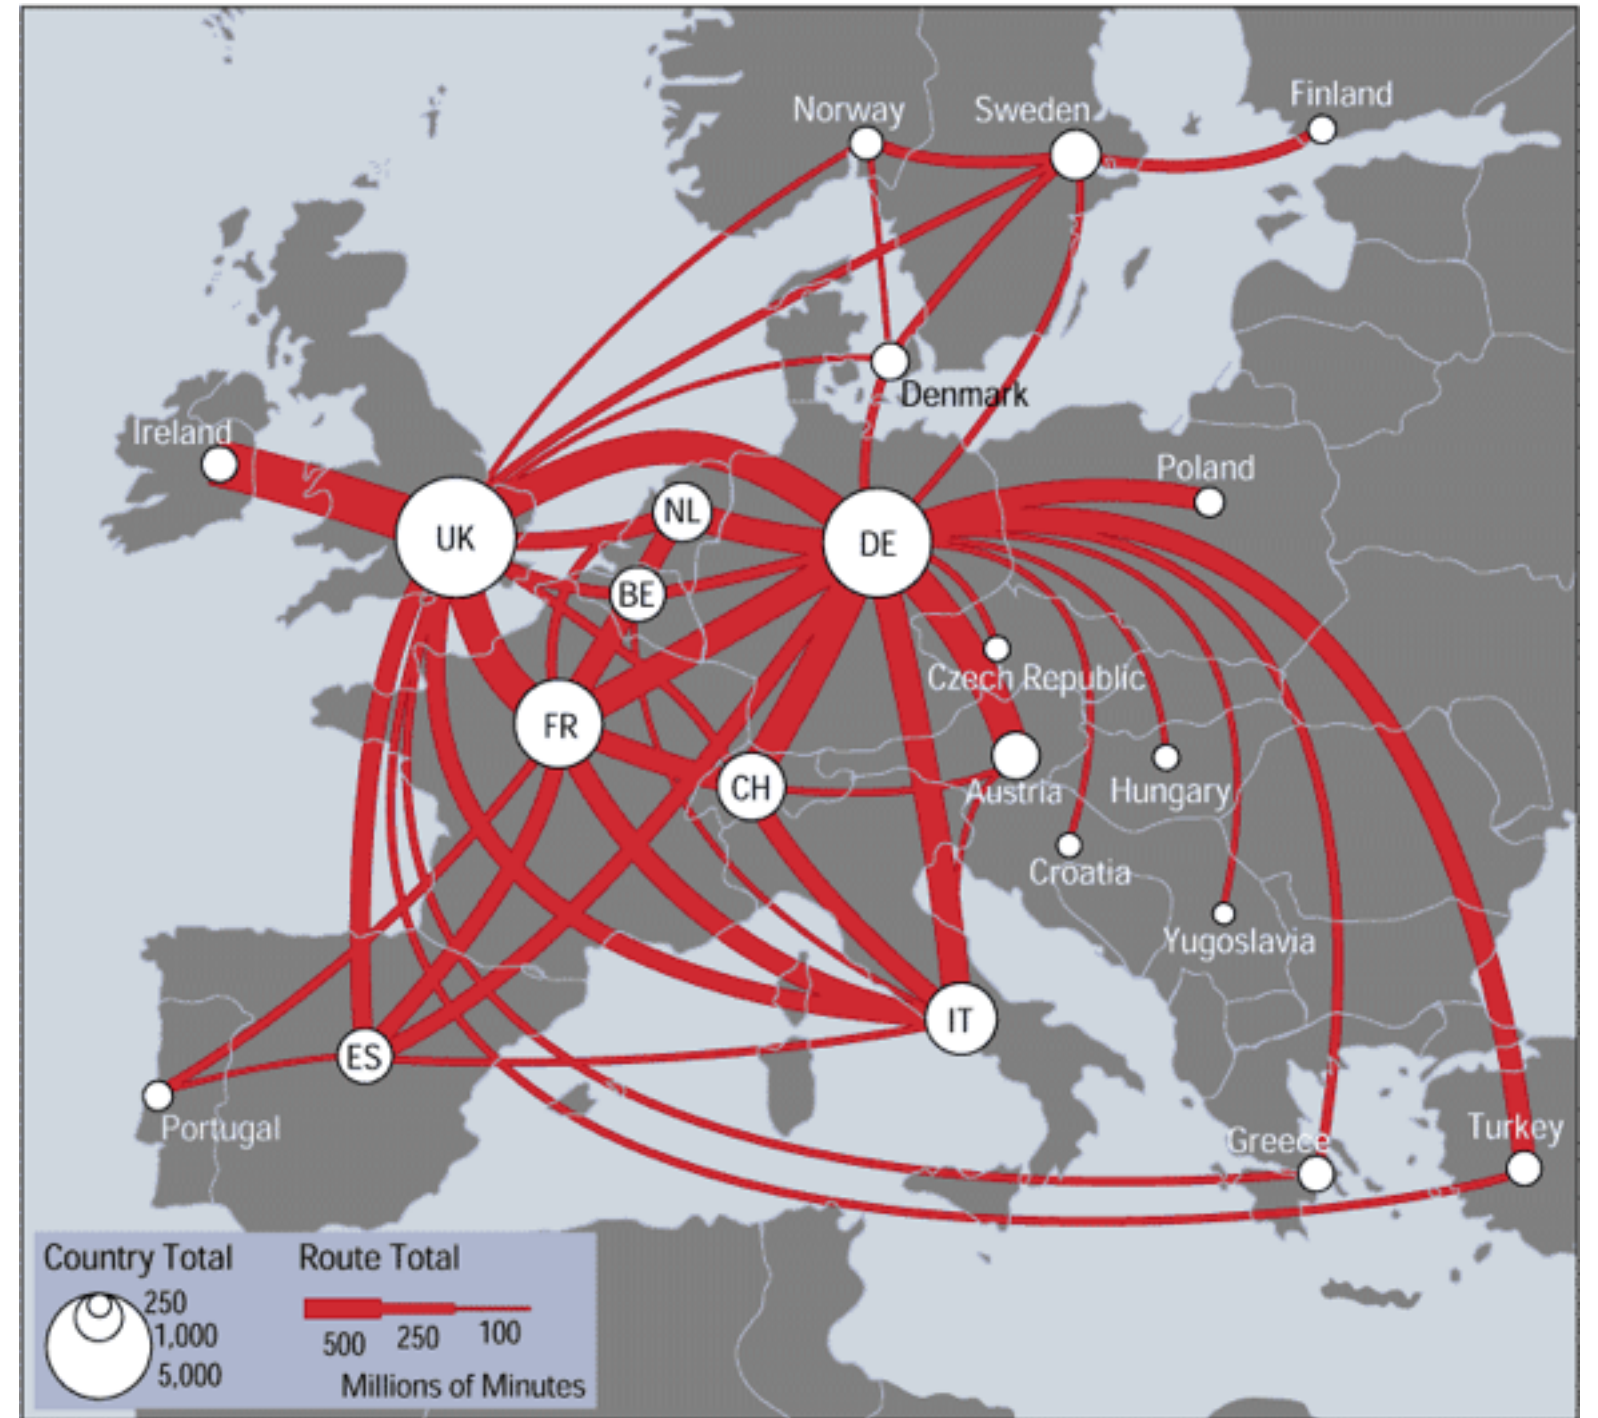 Finland
Norway
Sweden
Denmark
Ireland
Poland
NL
UK
DE
BE
Czech Republic
FR
CH
Austria
Hungary
Croatia
Yugoslavia
IT
ES
Portugal
Greece
Turkey
Country Total
250
1,000
5,000
Route Total
500
250
100
Millions of Minutes